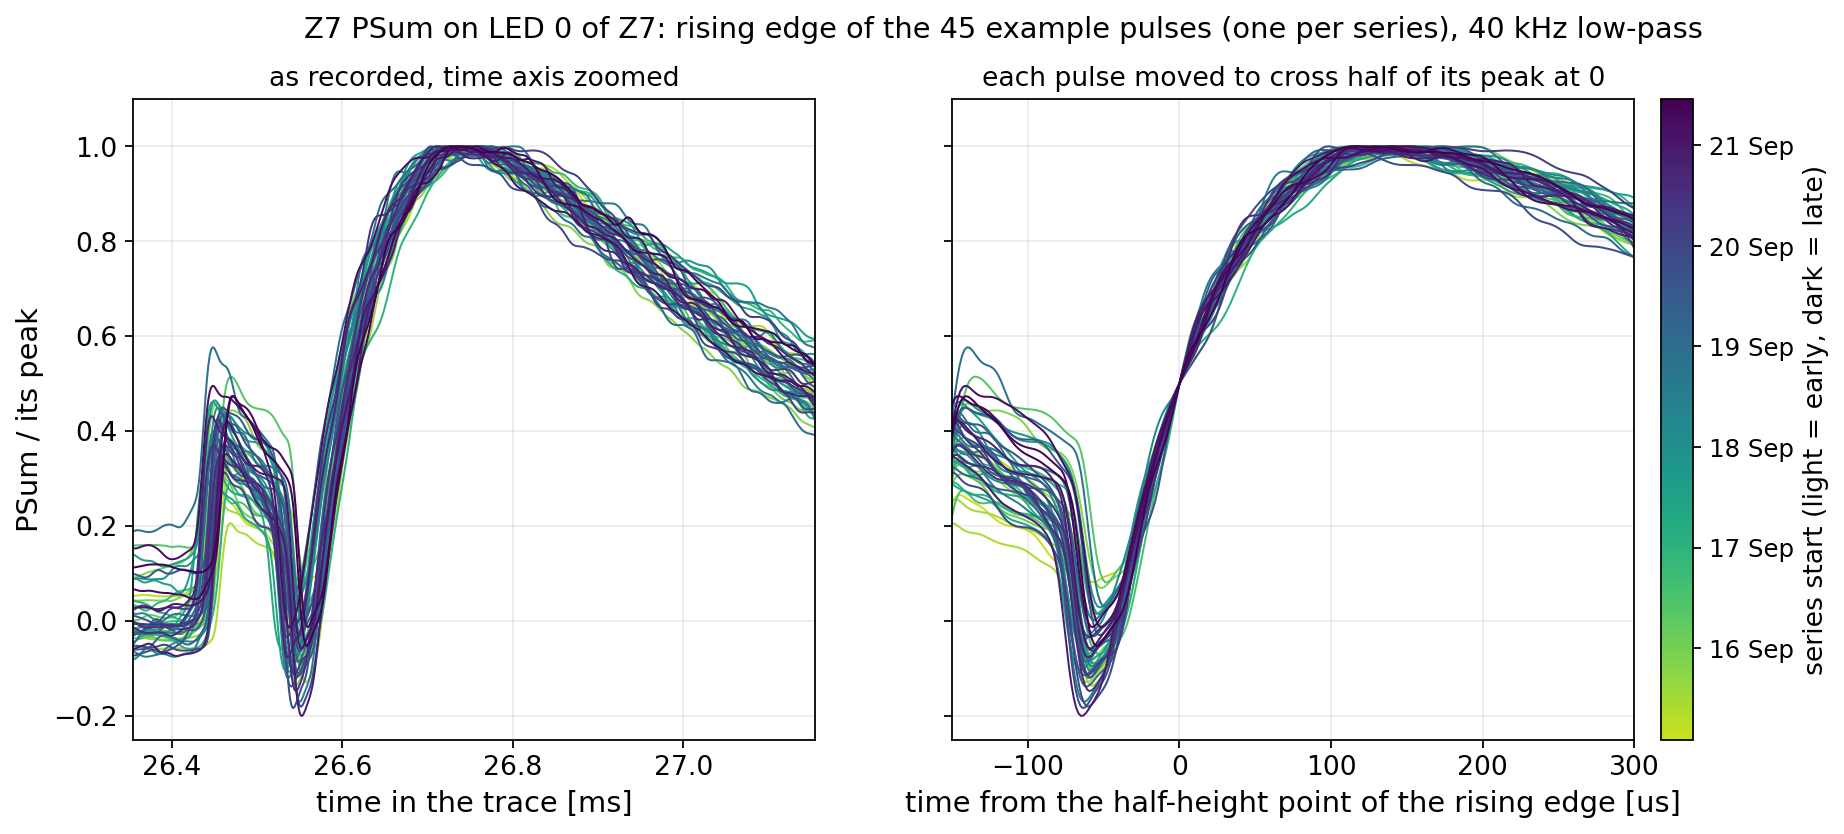 Z7 PSum on LED 0 of Z7: rising edge of the 45 example pulses (one per series), 40 kHz low-pass
as recorded, time axis zoomed
each pulse moved to cross half of its peak at 0
PSum / its peak
1.0
0.8
0.6
0.4
0.2
0.0
−0.2
26.4
26.6
26.8
27.0
time in the trace [ms]
−100
0
100
200
300
time from the half-height point of the rising edge [us]
21 Sep
20 Sep
19 Sep
18 Sep
17 Sep
16 Sep
series start (light = early, dark = late)